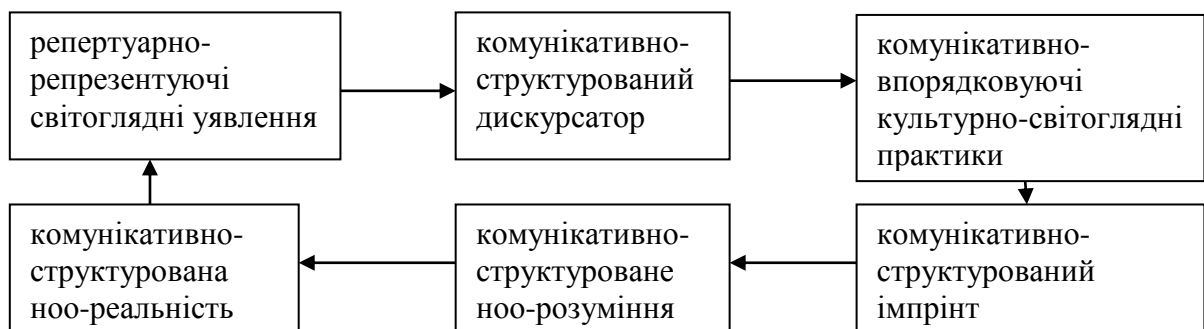 репертуарно-
репрезентуючі
світоглядні уявлення
комунікативно-
структурований
дискурсатор
комунікативно-
впорядковуючі
культурно-світоглядні
практики
комунікативно-
структурована
ноо-реальність
комунікативно-
структуроване
ноо-розуміння
комунікативно-
структурований
імпрінт